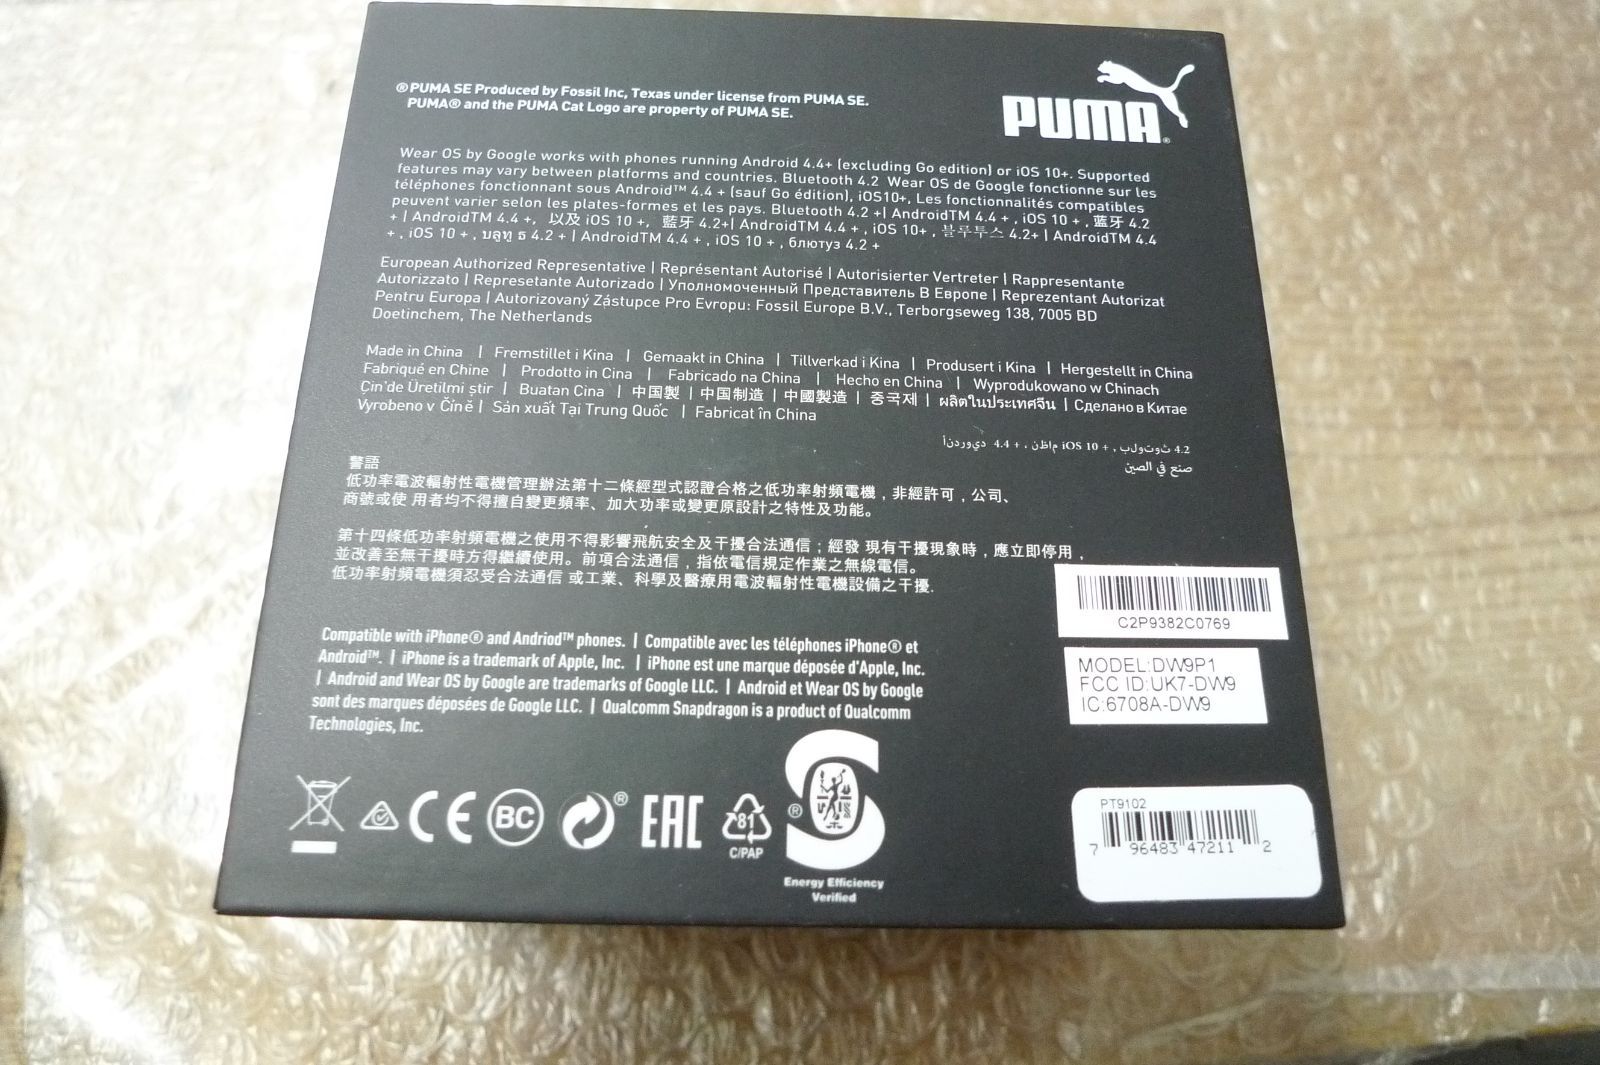 ®PUMA SE Produced by Fossil Inc, Texas under license from PUMA SE.
PUMA® and the PUMA Cat Logo are property of PUMA SE.
PUMA®
Wear OS by Google works with phones running Android 4.4+ (excluding Go edition) or iOS 10+. Supported
features may vary between platforms and countries. Bluetooth 4.2 Wear OS de Google fonctionne sur les
téléphones fonctionnant sous Android™ 4.4 + (sauf Go édition), iOS10+, Les fonctionnalités compatibles
peuvent varier selon les plates-formes et les pays. Bluetooth 4.2 +| AndroidTM 4.4 + , iOS 10 + , 蓝牙 4.2
+ | AndroidTM 4.4 +, 以及 iOS 10 +, 藍牙 4.2+| AndroidTM 4.4 + , iOS 10+ , 블루투스 4.2+ | AndroidTM 4.4
+ , iOS 10 + , บลูทู ธ 4.2 + | AndroidTM 4.4 + , iOS 10 + , блютуз 4.2 +
European Authorized Representative | Représentant Autorisé | Autorisierter Vertreter | Rappresentante
Autorizzato | Represetante Autorizado | Уполномоченный Представитель В Европе | Reprezentant Autorizat
Pentru Europa | Autorizovaný Zástupce Pro Evropu: Fossil Europe B.V., Terborgseweg 138, 7005 BD
Doetinchem, The Netherlands
Made in China | Fremstillet i Kina | Gemaakt in China | Tillverkad i Kina | Produsert i Kina | Hergestellt in China
Fabriqué en Chine | Prodotto in Cina | Fabricado na China | Hecho en China | Wyprodukowano w Chinach
Çin'de Üretilmi ştir | Buatan Cina | 中国製 | 中国制造 | 中國製造 | 중국제 | ผลิตในประเทศจีน | Сделано в Китае
Vyrobeno v Číně | Sản xuất Tại Trung Quốc | Fabricat în China
أندرويد 4.4 + ، نظام iOS 10 + , بلوتوث 4.2
صنع في الصين
警語
低功率電波輻射性電機管理辦法第十二條經型式認證合格之低功率射頻電機，非經許可，公司、
商號或使 用者均不得擅自變更頻率、加大功率或變更原設計之特性及功能。
第十四條低功率射頻電機之使用不得影響飛航安全及干擾合法通信；經發 現有干擾現象時，應立即停用，
並改善至無干擾時方得繼續使用。前項合法通信，指依電信規定作業之無線電信。
低功率射頻電機須忍受合法通信 或工業、科學及醫療用電波輻射性電機設備之干擾.
Compatible with iPhone® and Andriod™ phones. | Compatible avec les téléphones iPhone® et
Android™. | iPhone is a trademark of Apple, Inc. | iPhone est une marque déposée d'Apple, Inc.
| Android and Wear OS by Google are trademarks of Google LLC. | Android et Wear OS by Google
sont des marques déposées de Google LLC. | Qualcomm Snapdragon is a product of Qualcomm
Technologies, Inc.
C2P9382C0769
MODEL:DW9P1
FCC ID:UK7-DW9
IC:6708A-DW9
CE BC ® EAC 81 ®
C/PAP
Energy Efficiency
Verified
PT9102
7 96483 47211 2